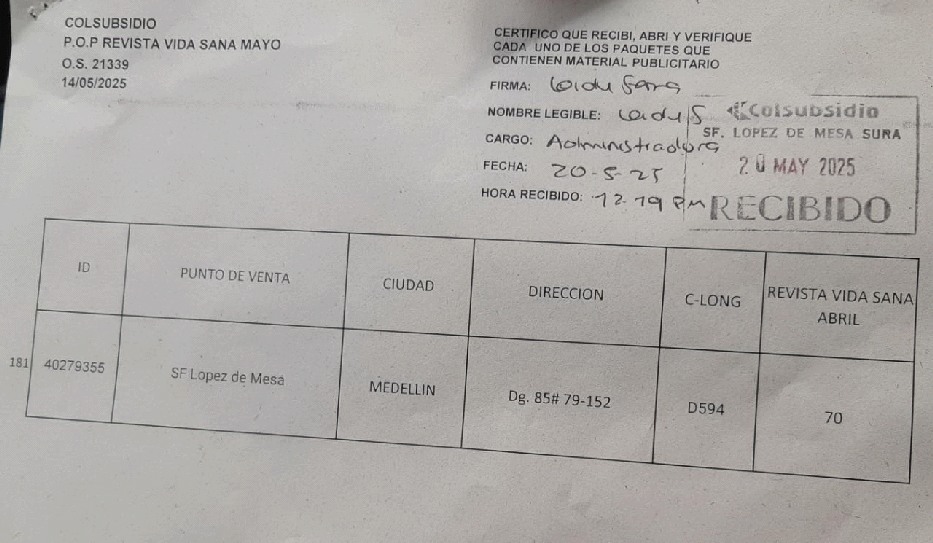 COLSUBSIDIO
P.O.P REVISTA VIDA SANA MAYO
O.S. 21339
14/05/2025
CERTIFICO QUE RECIBI, ABRI Y VERIFIQUE
CADA UNO DE LOS PAQUETES QUE
CONTIENEN MATERIAL PUBLICITARIO
FIRMA:
NOMBRE LEGIBLE:
CARGO: Administradora
FECHA: 20-5-25
HORA RECIBIDO: 12:19 PM
Colsubsidio
SF. LOPEZ DE MESA SURA
20 MAY 2025
RECIBIDO
ID PUNTO DE VENTA CIUDAD DIRECCION C-LONG REVISTA VIDA SANA
ABRIL
181 40279355 SF Lopez de Mesa MEDELLIN Dg. 85# 79-152 D594 70